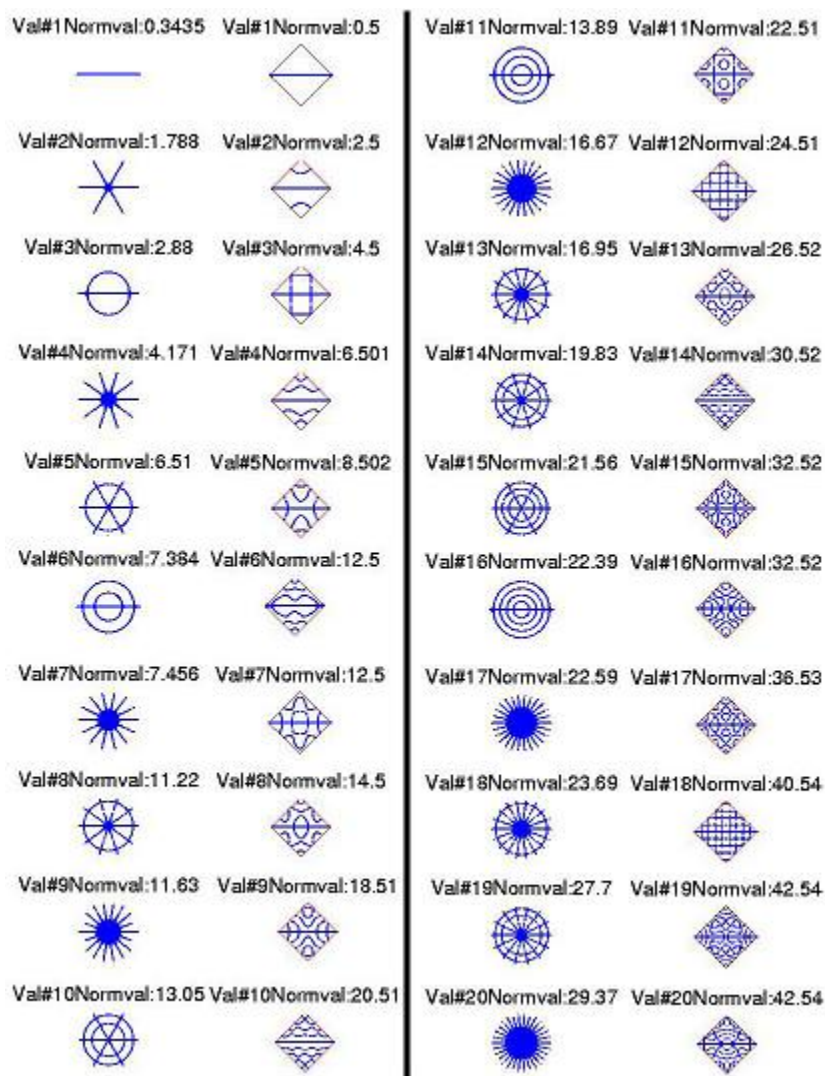 Val#1Normval:0.3435 Val#1Normval:0.5
Val#2Normval:1.788 Val#2Normval:2.5
Val#3Normval:2.88 Val#3Normval:4.5
Val#4Normval:4.171 Val#4Normval:6.501
Val#5Normval:6.51 Val#5Normval:8.502
Val#6Normval:7.364 Val#6Normval:12.5
Val#7Normval:7.456 Val#7Normval:12.5
Val#8Normval:11.22 Val#8Normval:14.5
Val#9Normval:11.63 Val#9Normval:18.51
Val#10Normval:13.05 Val#10Normval:20.51
Val#11Normval:13.89 Val#11Normval:22.51
Val#12Normval:16.67 Val#12Normval:24.51
Val#13Normval:16.95 Val#13Normval:26.52
Val#14Normval:19.83 Val#14Normval:30.52
Val#15Normval:21.56 Val#15Normval:32.52
Val#16Normval:22.39 Val#16Normval:32.52
Val#17Normval:22.59 Val#17Normval:36.53
Val#18Normval:23.69 Val#18Normval:40.54
Val#19Normval:27.7 Val#19Normval:42.54
Val#20Normval:29.37 Val#20Normval:42.54